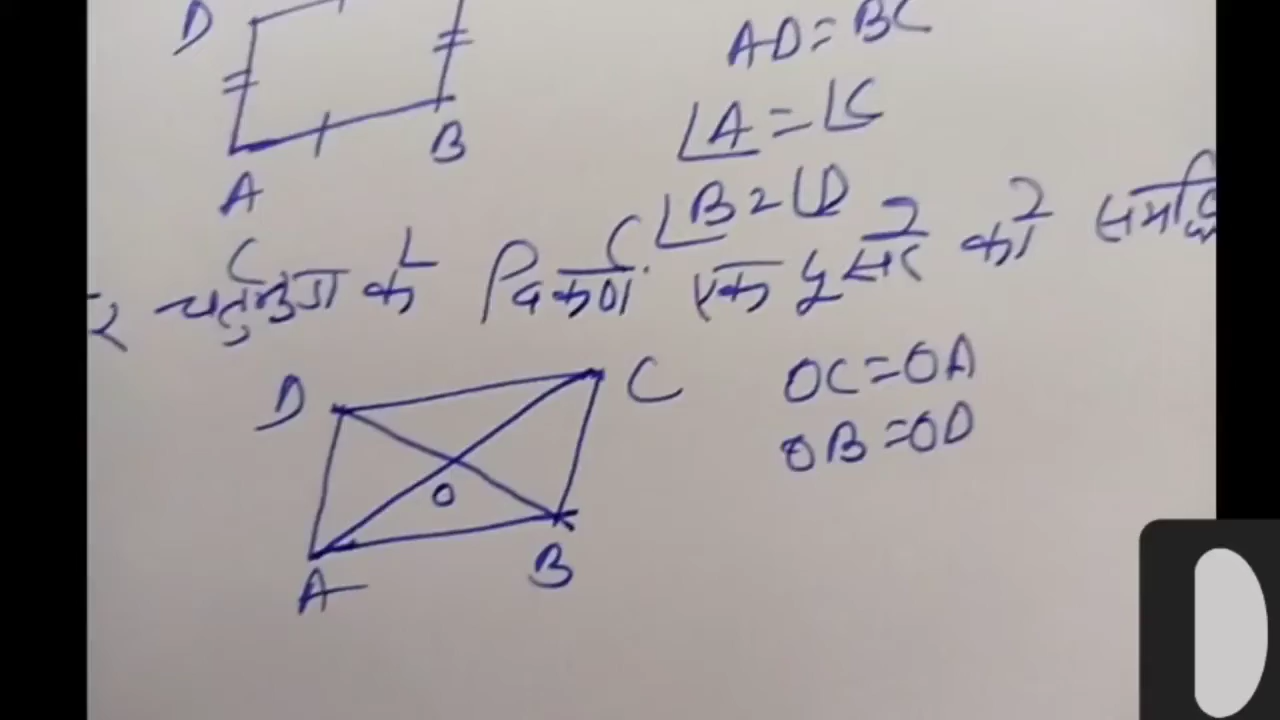 D
AD=BC
∠A=∠C
B
A
∠B=∠D
चतुर्भुज के विकर्ण एक दूसरे को
D
C
OC=OA
OB=OD
O
B
A